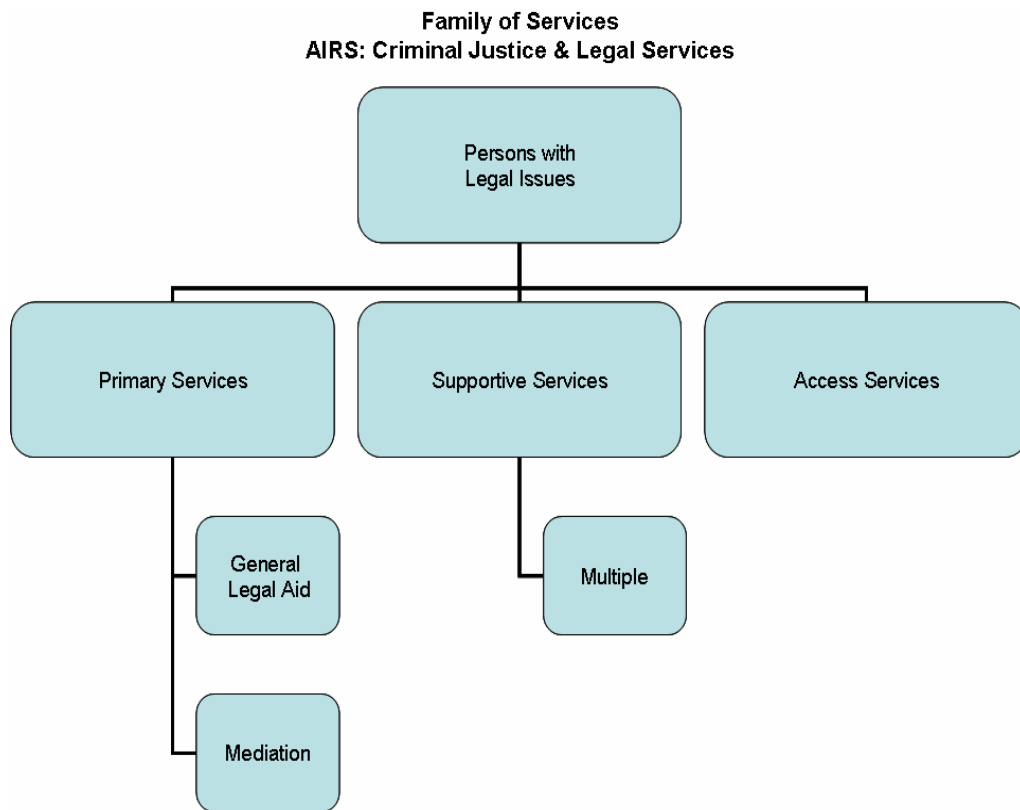 Family of Services
AIRS: Criminal Justice & Legal Services
Persons with
Legal Issues
Primary Services
Supportive Services
Access Services
General
Legal Aid
Multiple
Mediation